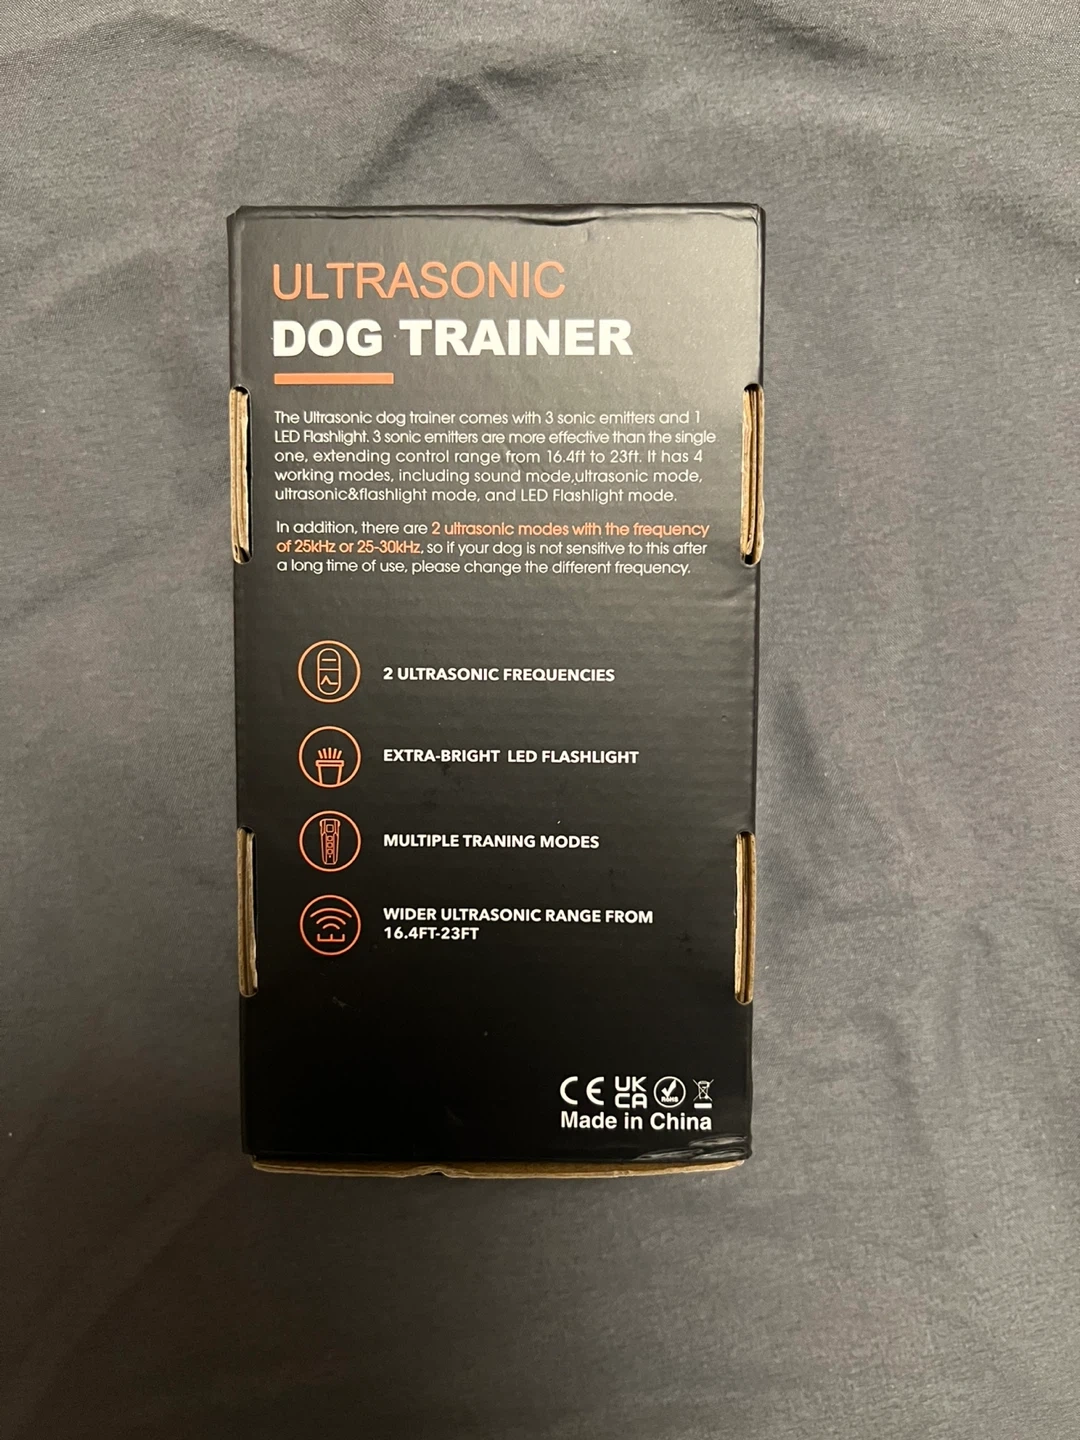 ULTRASONIC
DOG TRAINER
The Ultrasonic dog trainer comes with 3 sonic emitters and 1
LED Flashlight. 3 sonic emitters are more effective than the single
one, extending control range from 16.4ft to 23ft. It has 4
working modes, including sound mode,ultrasonic mode,
ultrasonic&flashlight mode, and LED Flashlight mode.
In addition, there are 2 ultrasonic modes with the frequency
of 25kHz or 25-30kHz, so if your dog is not sensitive to this after
a long time of use, please change the different frequency.
2 ULTRASONIC FREQUENCIES
EXTRA-BRIGHT LED FLASHLIGHT
MULTIPLE TRANING MODES
WIDER ULTRASONIC RANGE FROM
16.4FT-23FT
CE UK CA RoHS
Made in China